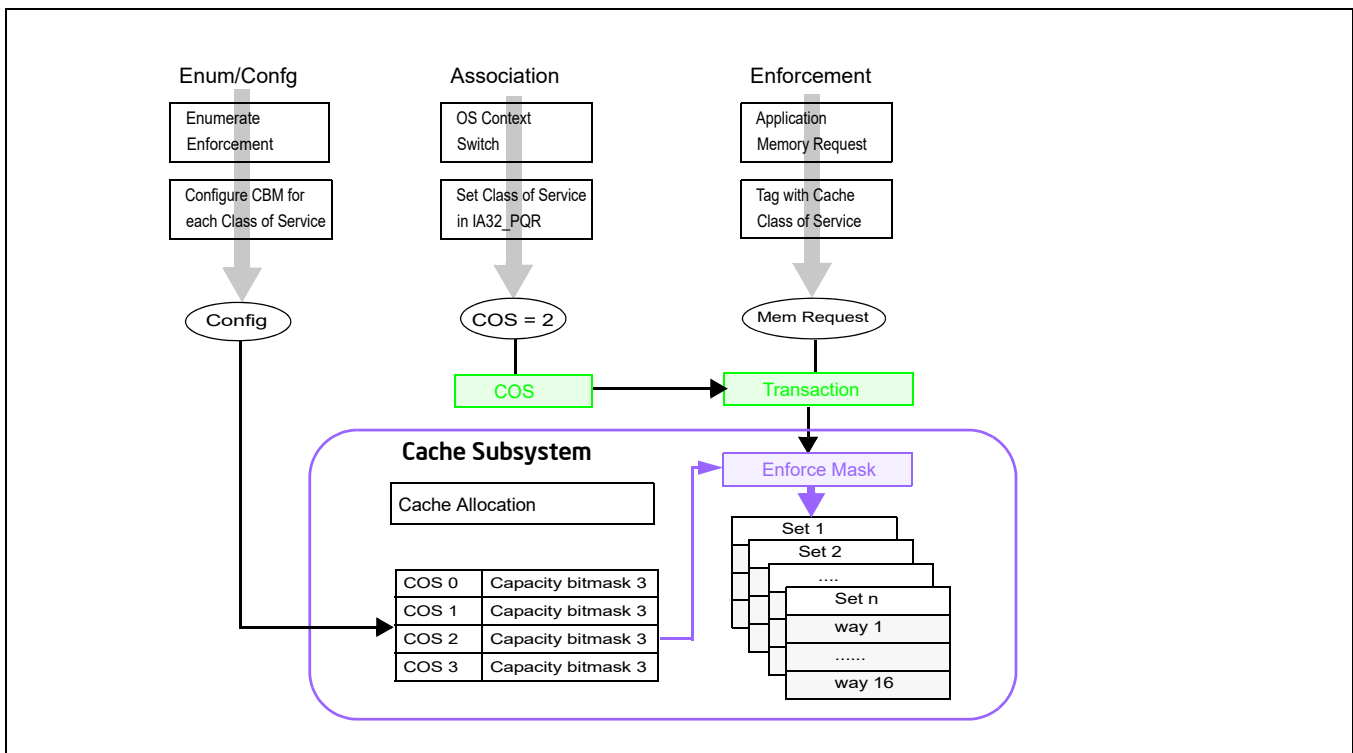 Enum/Confg
Association
Enforcement
Enumerate
Enforcement
OS Context
Switch
Application
Memory Request
Configure CBM for
each Class of Service
Set Class of Service
in IA32_PQR
Tag with Cache
Class of Service
Config
COS = 2
Mem Request
COS
Transaction
Cache Subsystem
Enforce Mask
Cache Allocation
Set 1
Set 2
....
Set n
way 1
......
way 16
COS 0 Capacity bitmask 3
COS 1 Capacity bitmask 3
COS 2 Capacity bitmask 3
COS 3 Capacity bitmask 3